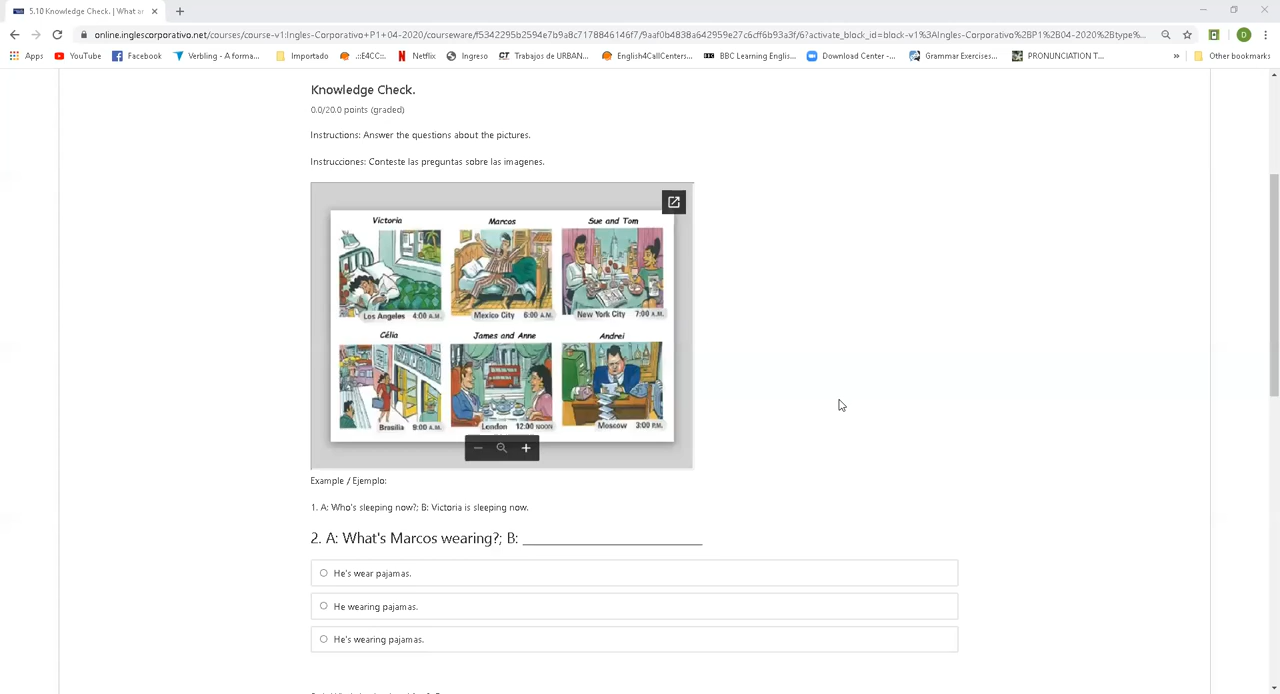 5.10 Knowledge Check. | What ar
online.inglescorporativo.net/courses/course-v1:Ingles-Corporativo+P1+04-2020/courseware/f5342295b2594e7b9a8c7178846146f7/9aaf0b4838a642959e27c6cff6b93a3f/6?activate_block_id=block-v1%3AIngles-Corporativo%2BP1%2B04-2020%2Btype%...
D
Apps YouTube Facebook Verbling - A forma... Importado .::E4CC:.. Netflix Ingreso CT Trabajos de URBAN... English4CallCenters... BBC Learning Englis... Download Center -... Grammar Exercises... PRONUNCIATION T... » Other bookmarks
Knowledge Check.
0.0/20.0 points (graded)
Instructions: Answer the questions about the pictures.
Instrucciones: Conteste las preguntas sobre las imagenes.
Victoria Marcos Sue and Tom
Los Angeles 4:00 A.M. Mexico City 6:00 A.M. New York City 7:00 A.M.
Célia James and Anne Andrei
Brasilia 9:00 A.M. London 12:00 NOON Moscow 3:00 P.M.
Example / Ejemplo:
1. A: Who's sleeping now?; B: Victoria is sleeping now.
2. A: What's Marcos wearing?; B: ______________________
He's wear pajamas.
He wearing pajamas.
He's wearing pajamas.